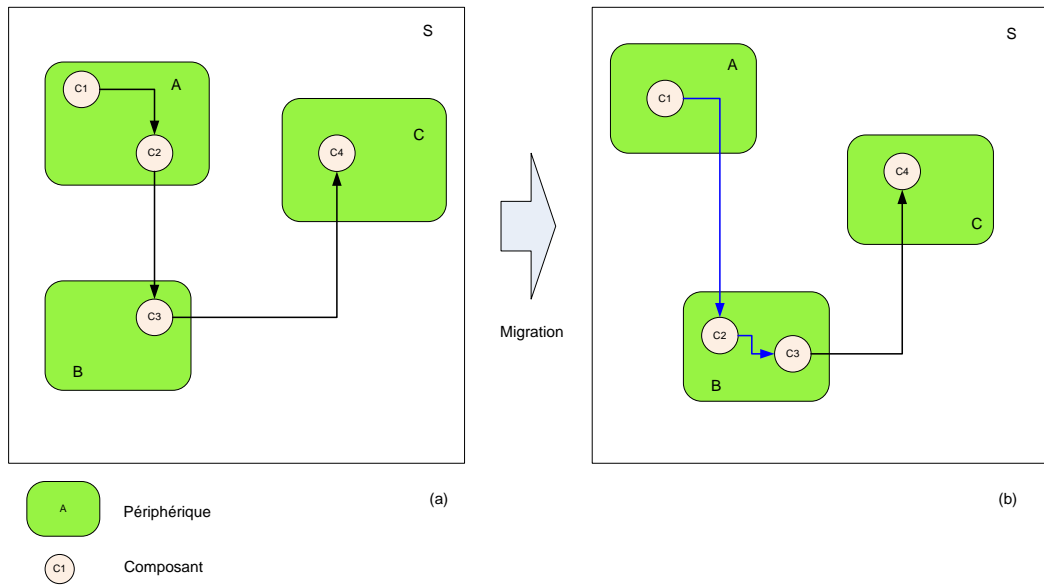 S
A
C1
C2
C
C4
C3
B
(a)
Migration
S
A
C1
C4
C
C2
C3
B
(b)
A
Périphérique
C1
Composant